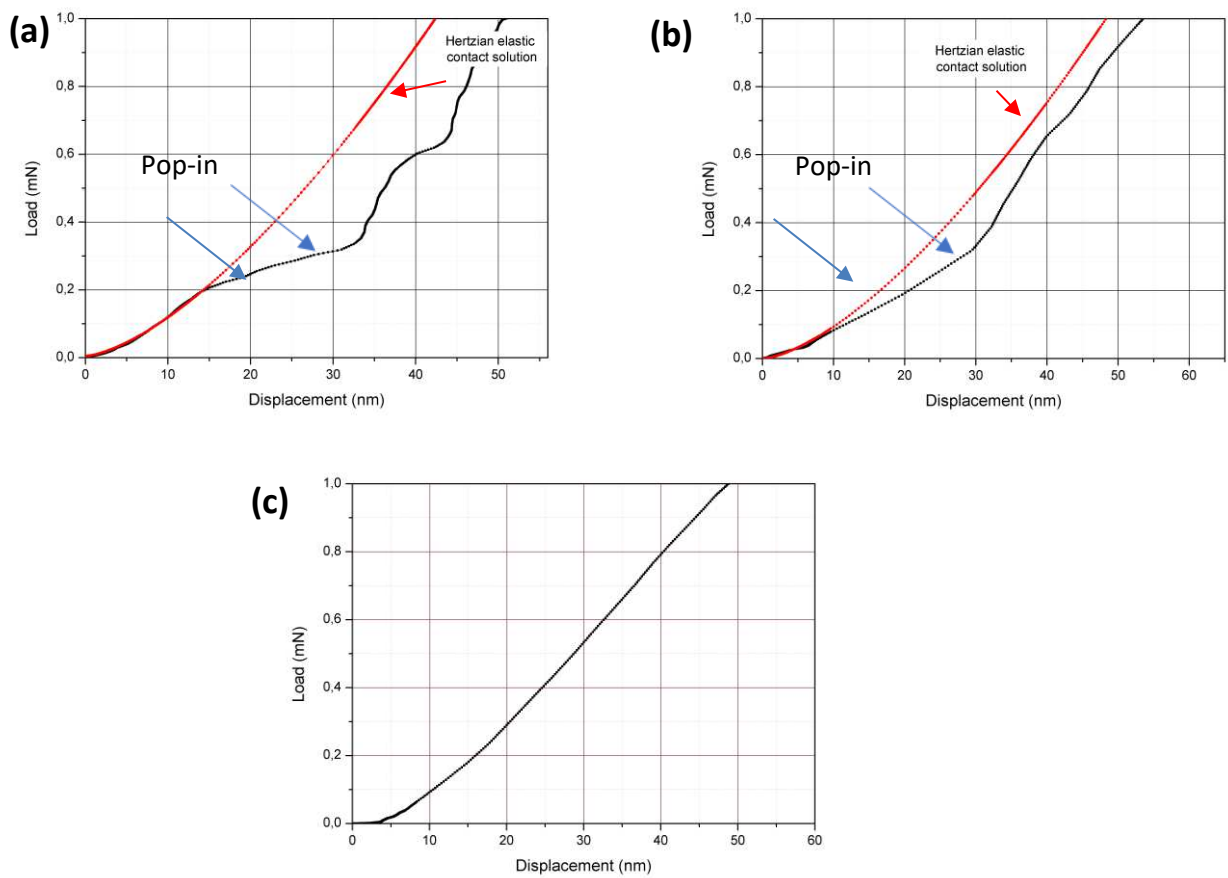 (a)
1,0
0,8
0,6
0,4
0,2
0,0
Load (mN)
0 10 20 30 40 50
Displacement (nm)
Hertzian elastic
contact solution
Pop-in
(b)
1,0
0,8
0,6
0,4
0,2
0,0
Load (mN)
0 10 20 30 40 50 60
Displacement (nm)
Hertzian elastic
contact solution
Pop-in
(c)
1,0
0,8
0,6
0,4
0,2
0,0
Load (mN)
0 10 20 30 40 50 60
Displacement (nm)